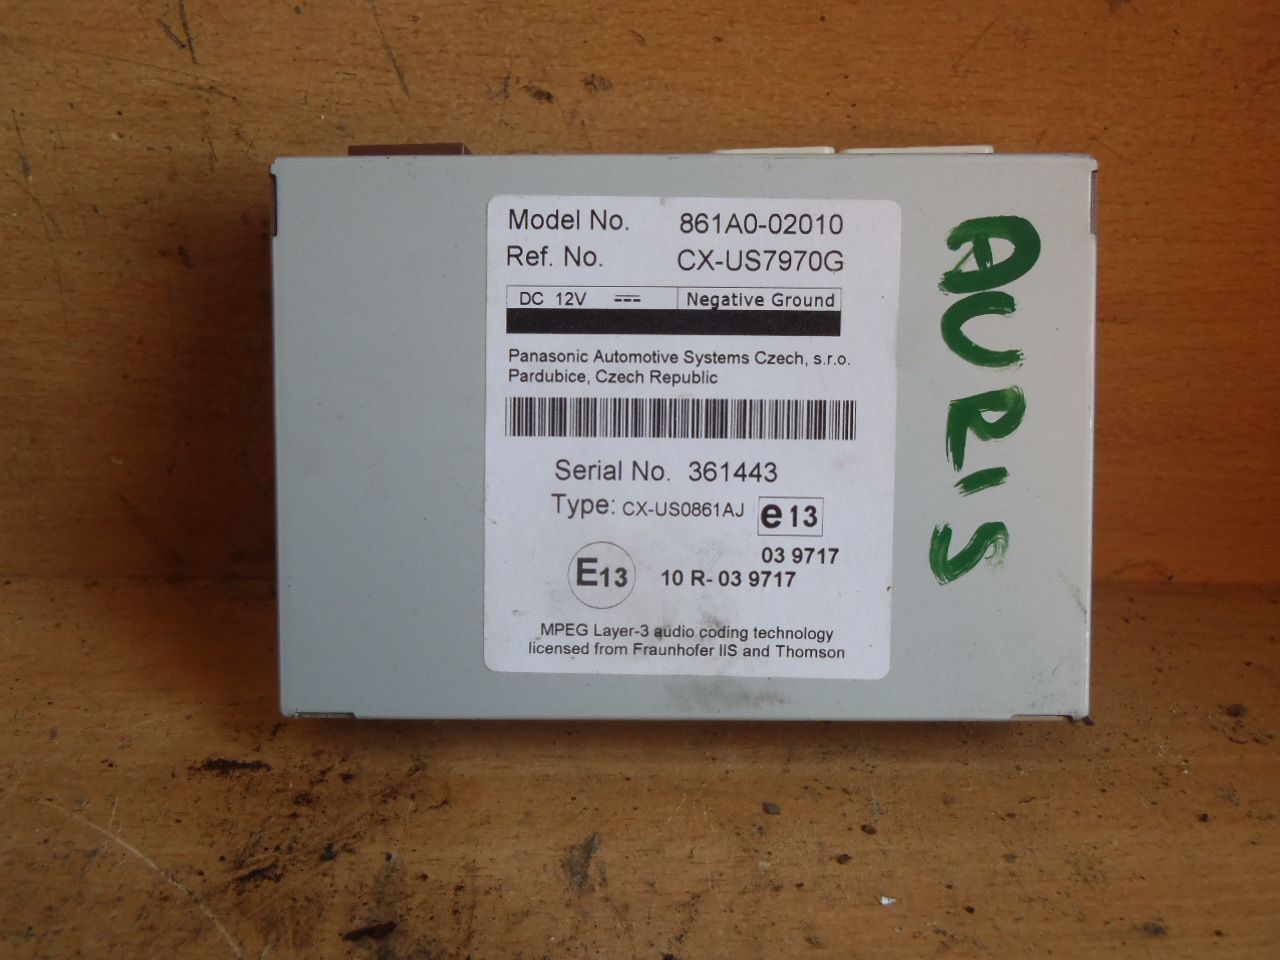 Model No. 861A0-02010
Ref. No. CX-US7970G
DC 12V Negative Ground
Panasonic Automotive Systems Czech, s.r.o.
Pardubice, Czech Republic
Serial No. 361443
Type: CX-US0861AJ e13
03 9717
E13 10 R- 03 9717
MPEG Layer-3 audio coding technology
licensed from Fraunhofer IIS and Thomson
AURIS